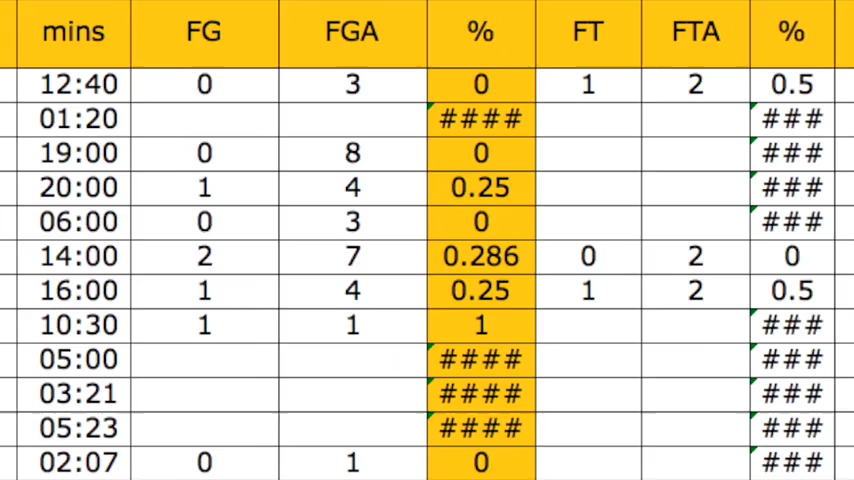 mins FG FGA % FT FTA %
12:40 0 3 0 1 2 0.5
01:20 #### ###
19:00 0 8 0 ###
20:00 1 4 0.25 ###
06:00 0 3 0 ###
14:00 2 7 0.286 0 2 0
16:00 1 4 0.25 1 2 0.5
10:30 1 1 1 ###
05:00 #### ###
03:21 #### ###
05:23 #### ###
02:07 0 1 0 ###